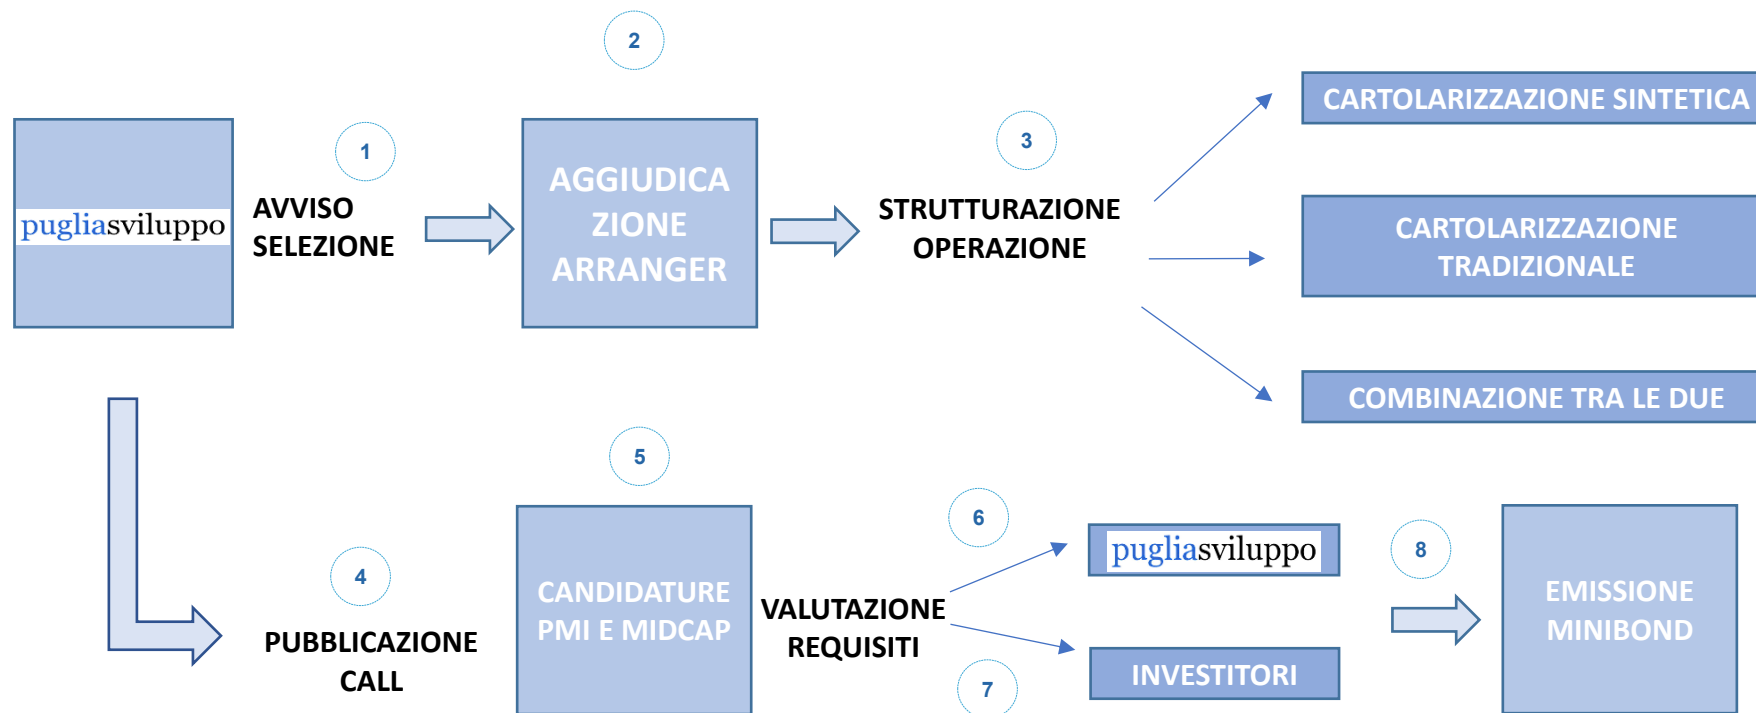 2
1
3
CARTOLARIZZAZIONE SINTETICA
pugliasviluppo
AVVISO
SELEZIONE
AGGIUDICA
ZIONE
ARRANGER
STRUTTURAZIONE
OPERAZIONE
CARTOLARIZZAZIONE
TRADIZIONALE
COMBINAZIONE TRA LE DUE
4
PUBBLICAZIONE
CALL
5
CANDIDATURE
PMI E MIDCAP
VALUTAZIONE
REQUISITI
6
pugliasviluppo
7
INVESTITORI
8
EMISSIONE
MINIBOND